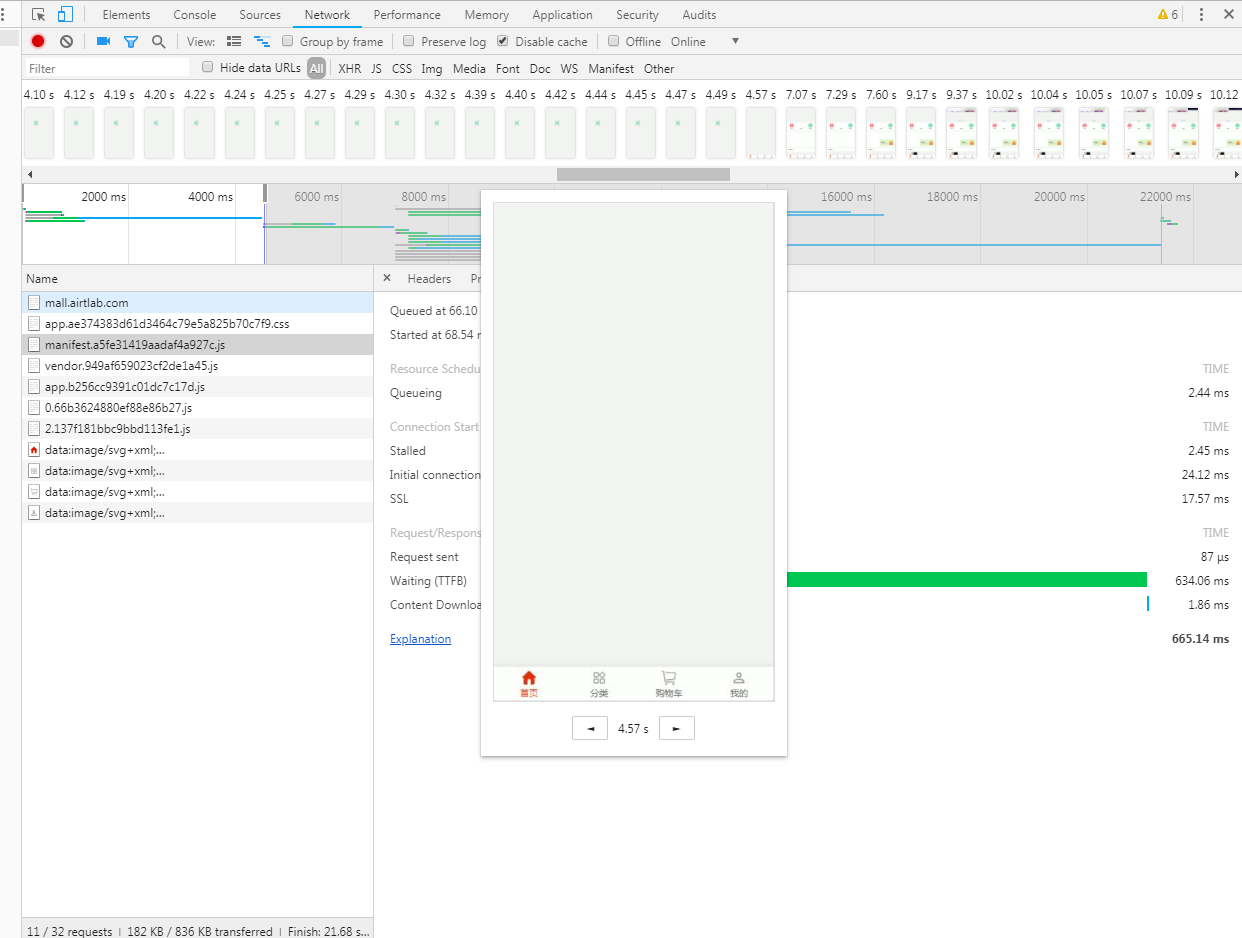 Elements Console Sources Network Performance Memory Application Security Audits 6
View: Group by frame Preserve log Disable cache Offline Online
Filter Hide data URLs All XHR JS CSS Img Media Font Doc WS Manifest Other
4.10 s 4.12 s 4.19 s 4.20 s 4.22 s 4.24 s 4.25 s 4.27 s 4.29 s 4.30 s 4.32 s 4.39 s 4.40 s 4.42 s 4.44 s 4.45 s 4.47 s 4.49 s 4.57 s 7.07 s 7.29 s 7.60 s 9.17 s 9.37 s 10.02 s 10.04 s 10.05 s 10.07 s 10.09 s 10.12
2000 ms 4000 ms 6000 ms 8000 ms 16000 ms 18000 ms 20000 ms 22000 ms
Name
mall.airtlab.com
app.ae374383d61d3464c79e5a825b70c7f9.css
manifest.a5fe31419aadaf4a927c.js
vendor.949af659023cf2de1a45.js
app.b256cc9391c01dc7c17d.js
0.66b3624880ef88e86b27.js
2.137f181bbc9bbd113fe1.js
data:image/svg+xml;...
data:image/svg+xml;...
data:image/svg+xml;...
data:image/svg+xml;...
11 / 32 requests | 182 KB / 836 KB transferred | Finish: 21.68 s...
Headers Pr
Queued at 66.10
Started at 68.54 
Resource Schedu TIME
Queueing 2.44 ms
Connection Start TIME
Stalled 2.45 ms
Initial connection 24.12 ms
SSL 17.57 ms
Request/Respons TIME
Request sent 87 μs
Waiting (TTFB) 634.06 ms
Content Downloa 1.86 ms
Explanation 665.14 ms
首页 分类 购物车 我的
4.57 s